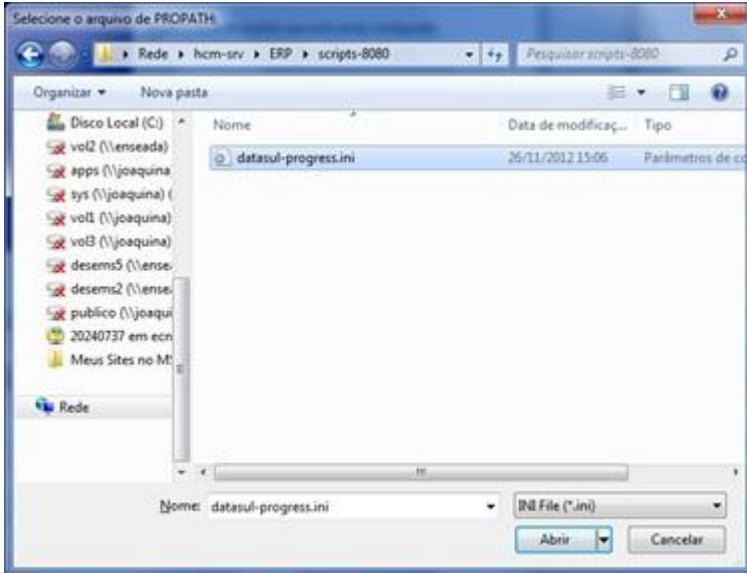 Selecione o arquivo de PROPATH:
Rede ▸ hcm-srv ▸ ERP ▸ scripts-8080
Pesquisar scripts-8080
Organizar
Nova pasta
Nome
Data de modificaç...
Tipo
Disco Local (C:)
vol2 (\\enseada)
apps (\\joaquina
sys (\\joaquina) (
vol1 (\\joaquina)
vol3 (\\joaquina)
desems5 (\\ense
desems2 (\\ense
publico (\\joaqui
20240737 em ecn
Meus Sites no M
Rede
datasul-progress.ini
26/11/2012 15:06
Parâmetros de co
Nome:
datasul-progress.ini
INI File (*.ini)
Abrir
Cancelar